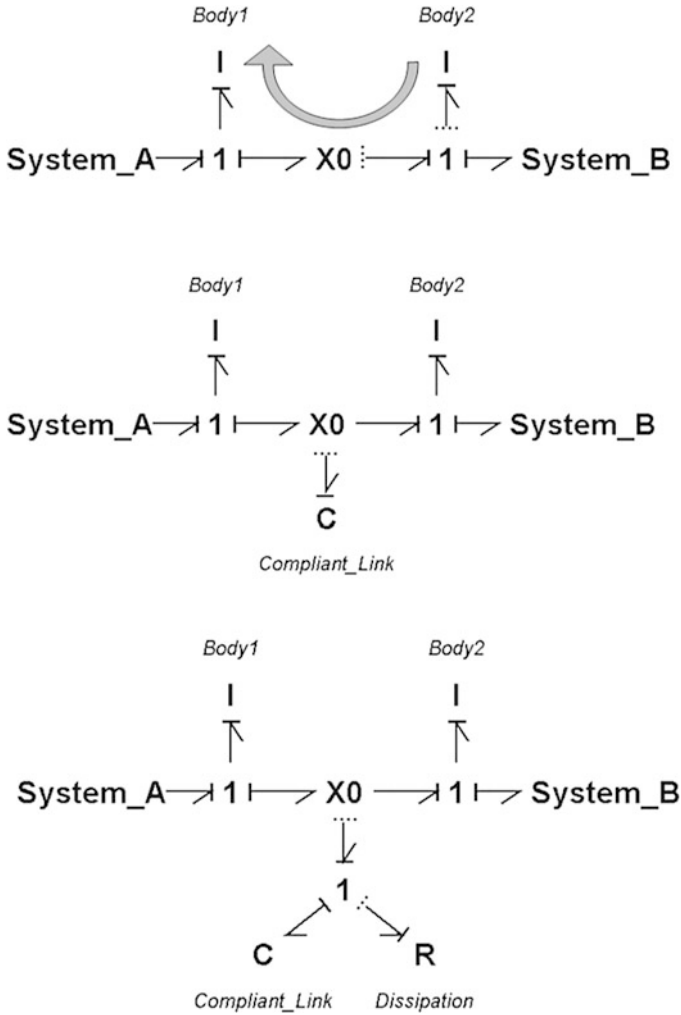 Body1 Body2
I I
System_A 1 X0 1 System_B
Body1 Body2
I I
System_A 1 X0 1 System_B
C
Compliant_Link
Body1 Body2
I I
System_A 1 X0 1 System_B
1
C R
Compliant_Link Dissipation